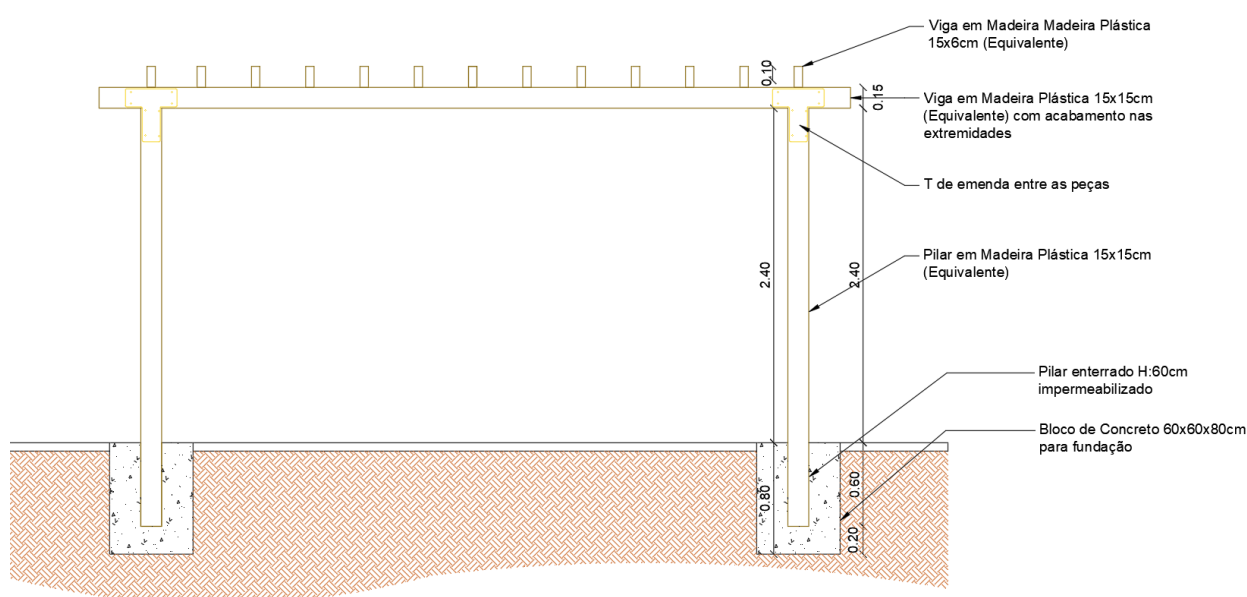 Viga em Madeira Madeira Plástica
15x6cm (Equivalente)
0.10
0.15
Viga em Madeira Plástica 15x15cm
(Equivalente) com acabamento nas
extremidades
T de emenda entre as peças
2.40
2.40
Pilar em Madeira Plástica 15x15cm
(Equivalente)
Pilar enterrado H:60cm
impermeabilizado
Bloco de Concreto 60x60x80cm
para fundação
0.80
0.60
0.20